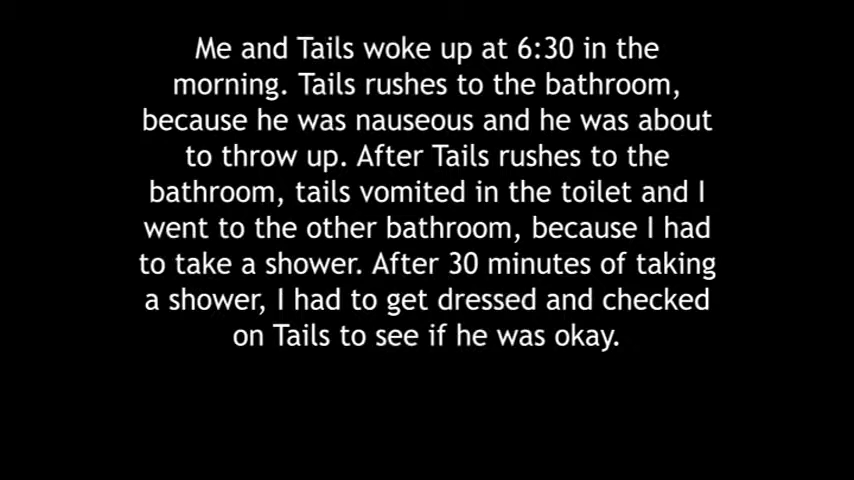 Me and Tails woke up at 6:30 in the
morning. Tails rushes to the bathroom,
because he was nauseous and he was about
to throw up. After Tails rushes to the
bathroom, tails vomited in the toilet and I
went to the other bathroom, because I had
to take a shower. After 30 minutes of taking
a shower, I had to get dressed and checked
on Tails to see if he was okay.